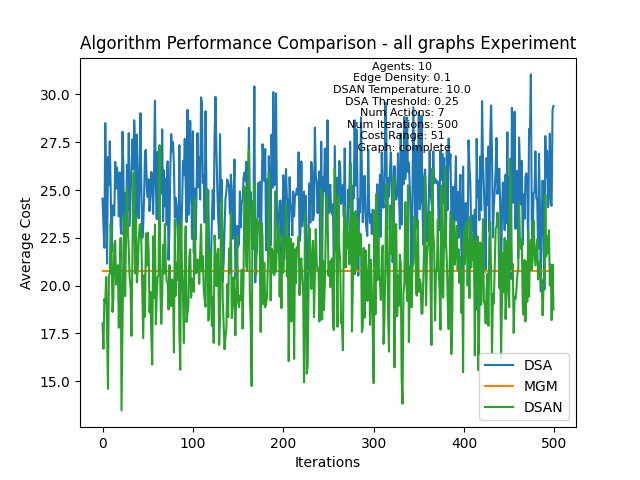 Algorithm Performance Comparison - all graphs Experiment
Agents: 10
Edge Density: 0.1
DSAN Temperature: 10.0
DSA Threshold: 0.25
Num Actions: 7
Num Iterations: 500
Cost Range: 51
Graph: complete
Average Cost
30.0
27.5
25.0
22.5
20.0
17.5
15.0
0
100
200
300
400
500
Iterations
DSA
MGM
DSAN